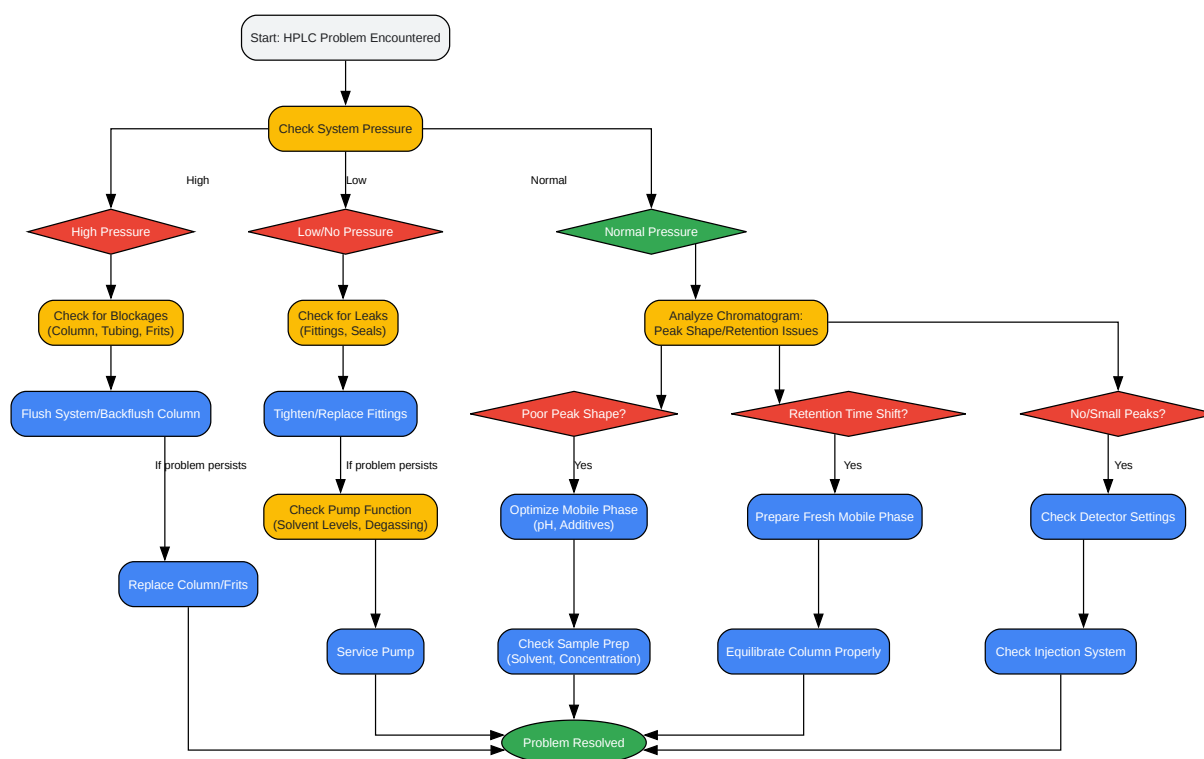 Start: HPLC Problem Encountered
Check System Pressure
High
Low
Normal
High Pressure
Low/No Pressure
Normal Pressure
Check for Blockages
(Column, Tubing, Frits)
Check for Leaks
(Fittings, Seals)
Analyze Chromatogram:
Peak Shape/Retention Issues
Flush System/Backflush Column
Tighten/Replace Fittings
Poor Peak Shape?
Retention Time Shift?
No/Small Peaks?
If problem persists
If problem persists
Yes
Yes
Yes
Check Pump Function
(Solvent Levels, Degassing)
Optimize Mobile Phase
(pH, Additives)
Prepare Fresh Mobile Phase
Check Detector Settings
Replace Column/Frits
Service Pump
Check Sample Prep
(Solvent, Concentration)
Equilibrate Column Properly
Check Injection System
Problem Resolved